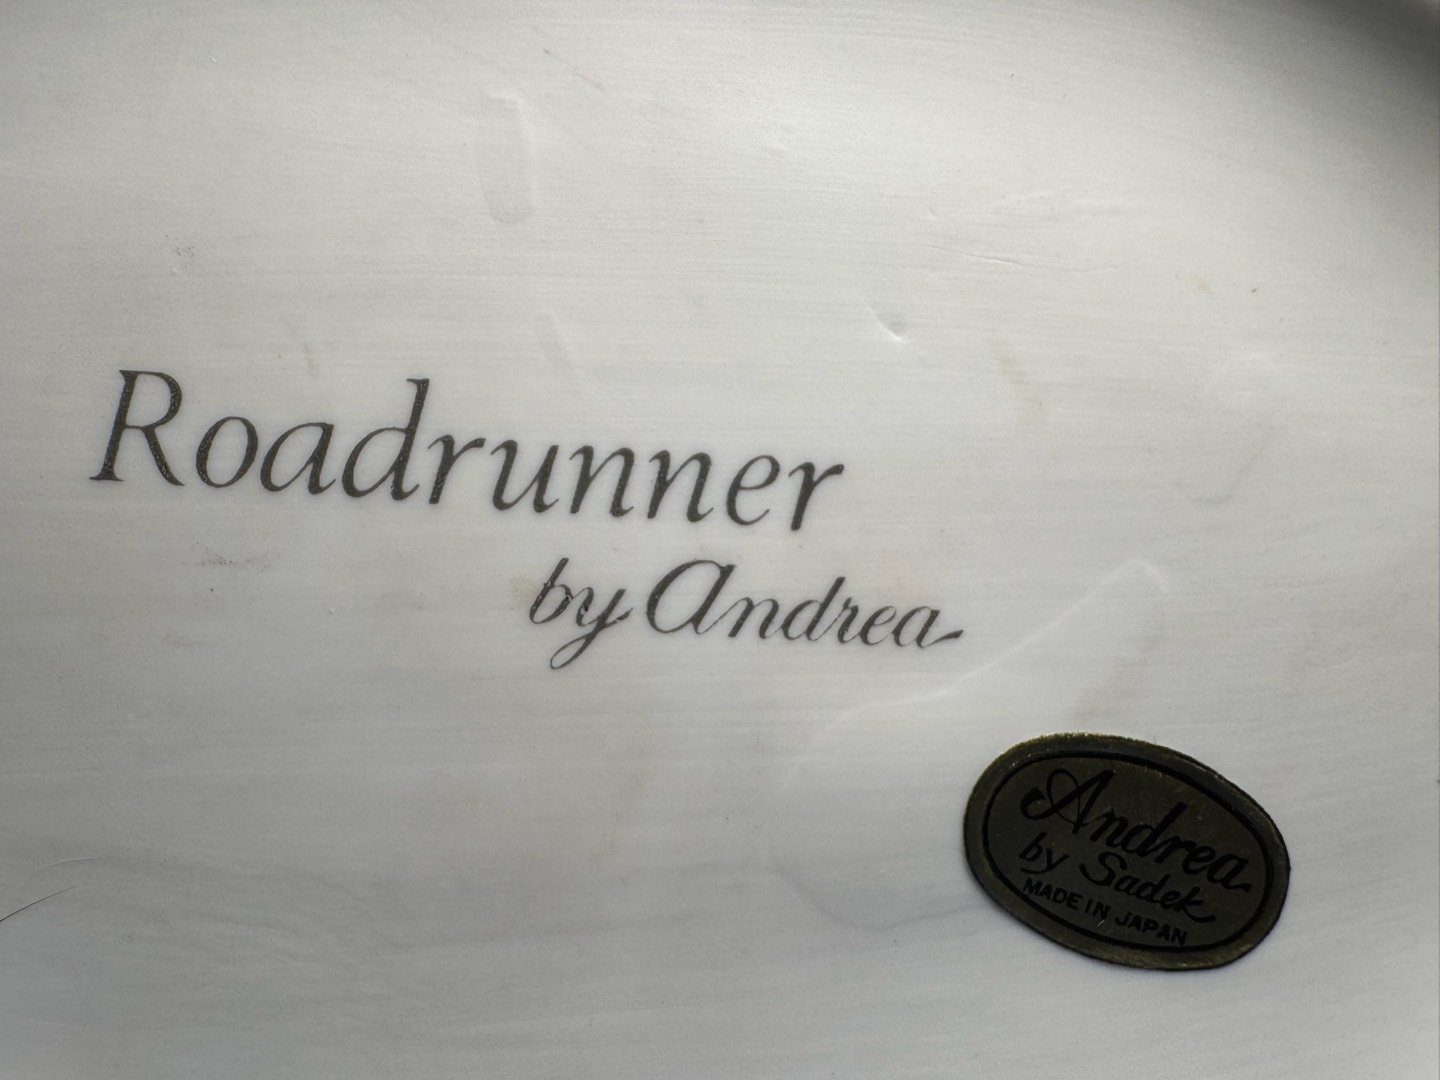 Roadrunner
by Andrea
Andrea
by Sadek
MADE IN JAPAN